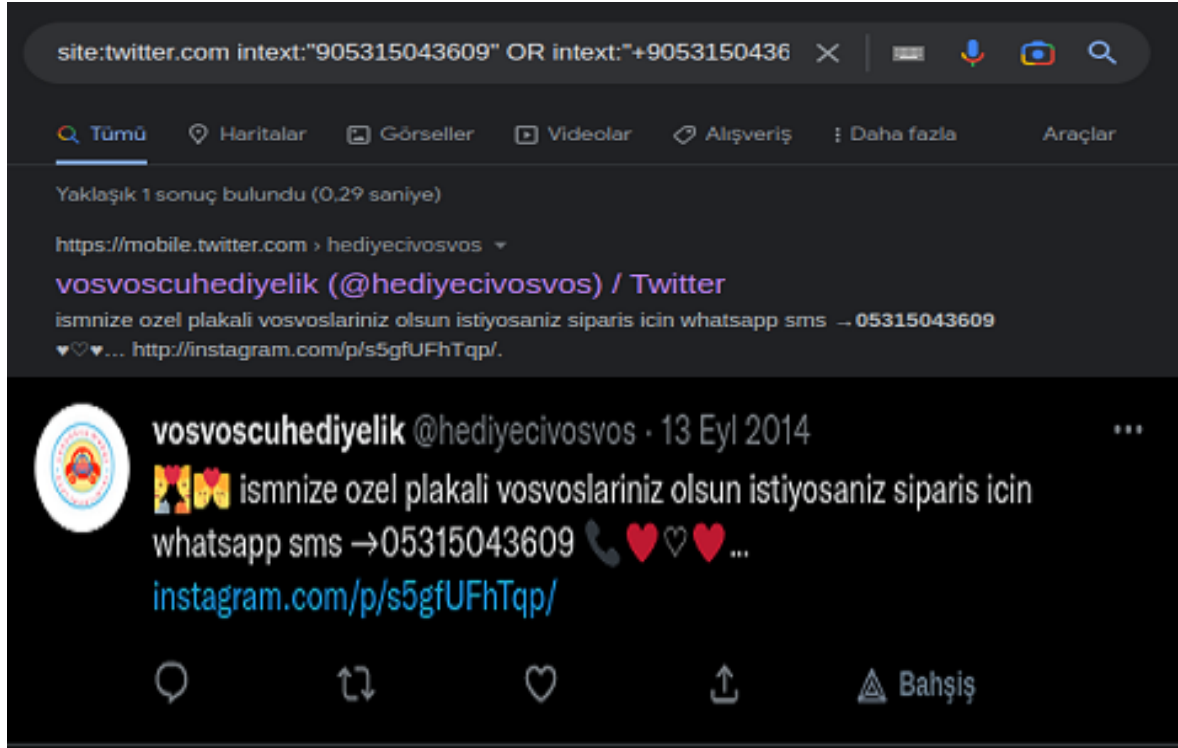 site:twitter.com intext:"905315043609" OR intext:"+9053150436
Tümü Haritalar Görseller Videolar Alışveriş Daha fazla Araçlar
Yaklaşık 1 sonuç bulundu (0,29 saniye)
https://mobile.twitter.com › hediyecivosvos
vosvoscuhediyelik (@hediyecivosvos) / Twitter
ismnize ozel plakali vosvoslariniz olsun istiyosaniz siparis icin whatsapp sms →05315043609
♥♡♥... http://instagram.com/p/s5gfUFhTqp/.
vosvoscuhediyelik @hediyecivosvos · 13 Eyl 2014
ismnize ozel plakali vosvoslariniz olsun istiyosaniz siparis icin
whatsapp sms →05315043609 📞♥♡♥...
instagram.com/p/s5gfUFhTqp/
Bahşiş